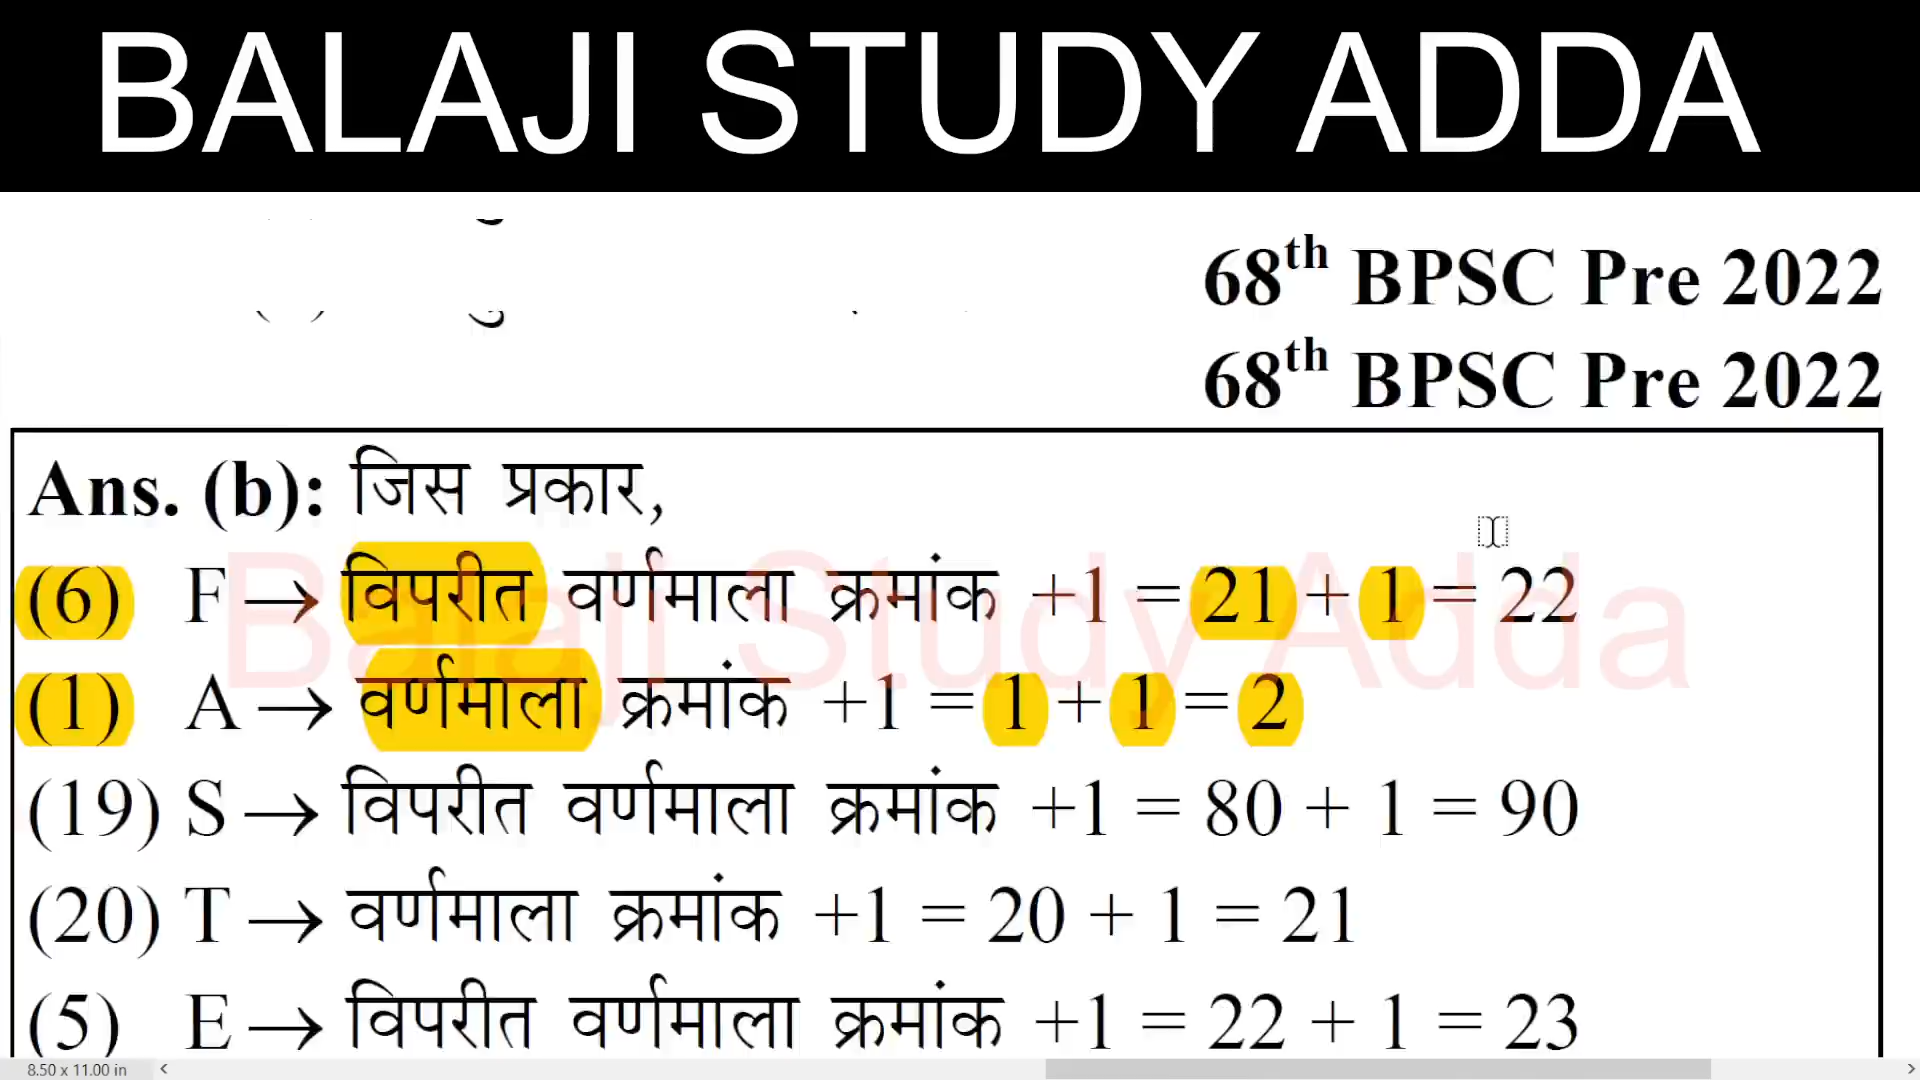 BALAJI STUDY ADDA
68th BPSC Pre 2022
68th BPSC Pre 2022
Ans. (b): जिस प्रकार,
(6) F → विपरीत वर्णमाला क्रमांक +1 = 21 + 1 = 22
(1) A → वर्णमाला क्रमांक +1 = 1 + 1 = 2
(19) S → विपरीत वर्णमाला क्रमांक +1 = 80 + 1 = 90
(20) T → वर्णमाला क्रमांक +1 = 20 + 1 = 21
(5) E → विपरीत वर्णमाला क्रमांक +1 = 22 + 1 = 23
Balaji Study Adda
8.50 x 11.00 in